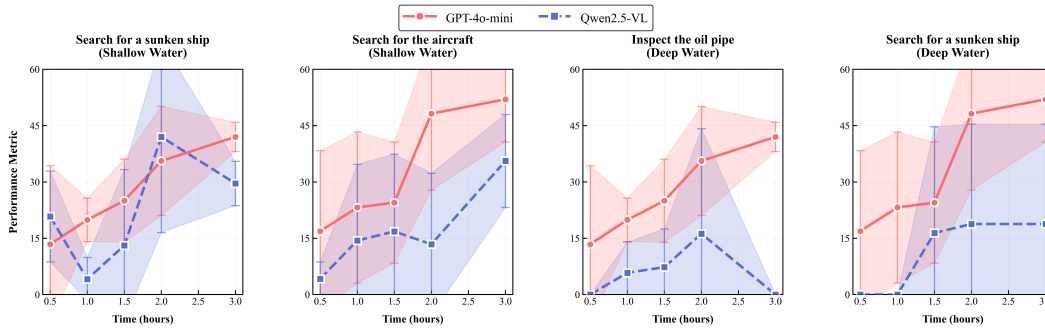 GPT-4o-mini
Qwen2.5-VL
Search for a sunken ship
(Shallow Water)
Search for the aircraft
(Shallow Water)
Inspect the oil pipe
(Deep Water)
Search for a sunken ship
(Deep Water)
Performance Metric
60
45
30
15
0
0.5 1.0 1.5 2.0 2.5 3.0
Time (hours)
60
45
30
15
0
0.5 1.0 1.5 2.0 2.5 3.0
Time (hours)
60
45
30
15
0
0.5 1.0 1.5 2.0 2.5 3.0
Time (hours)
60
45
30
15
0
0.5 1.0 1.5 2.0 2.5 3.0
Time (hours)